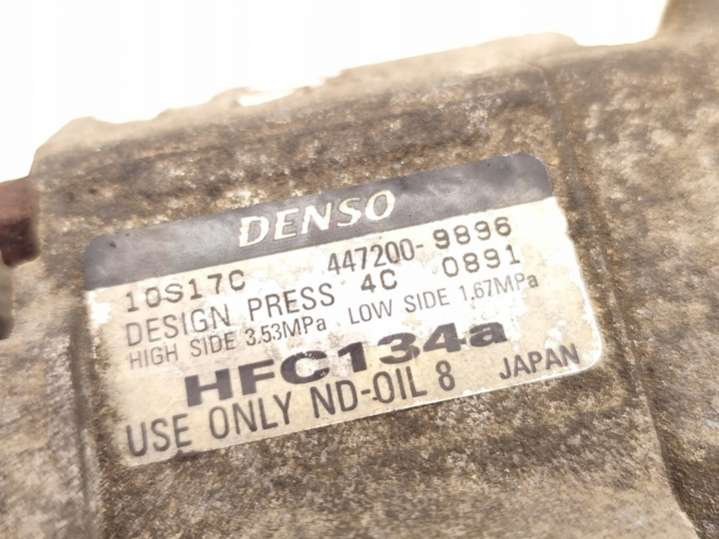 DENSO
10S17C 447200-9896
DESIGN PRESS 4C 0891
HIGH SIDE 3.53MPa LOW SIDE 1.67MPa
HFC134a
USE ONLY ND-OIL 8 JAPAN